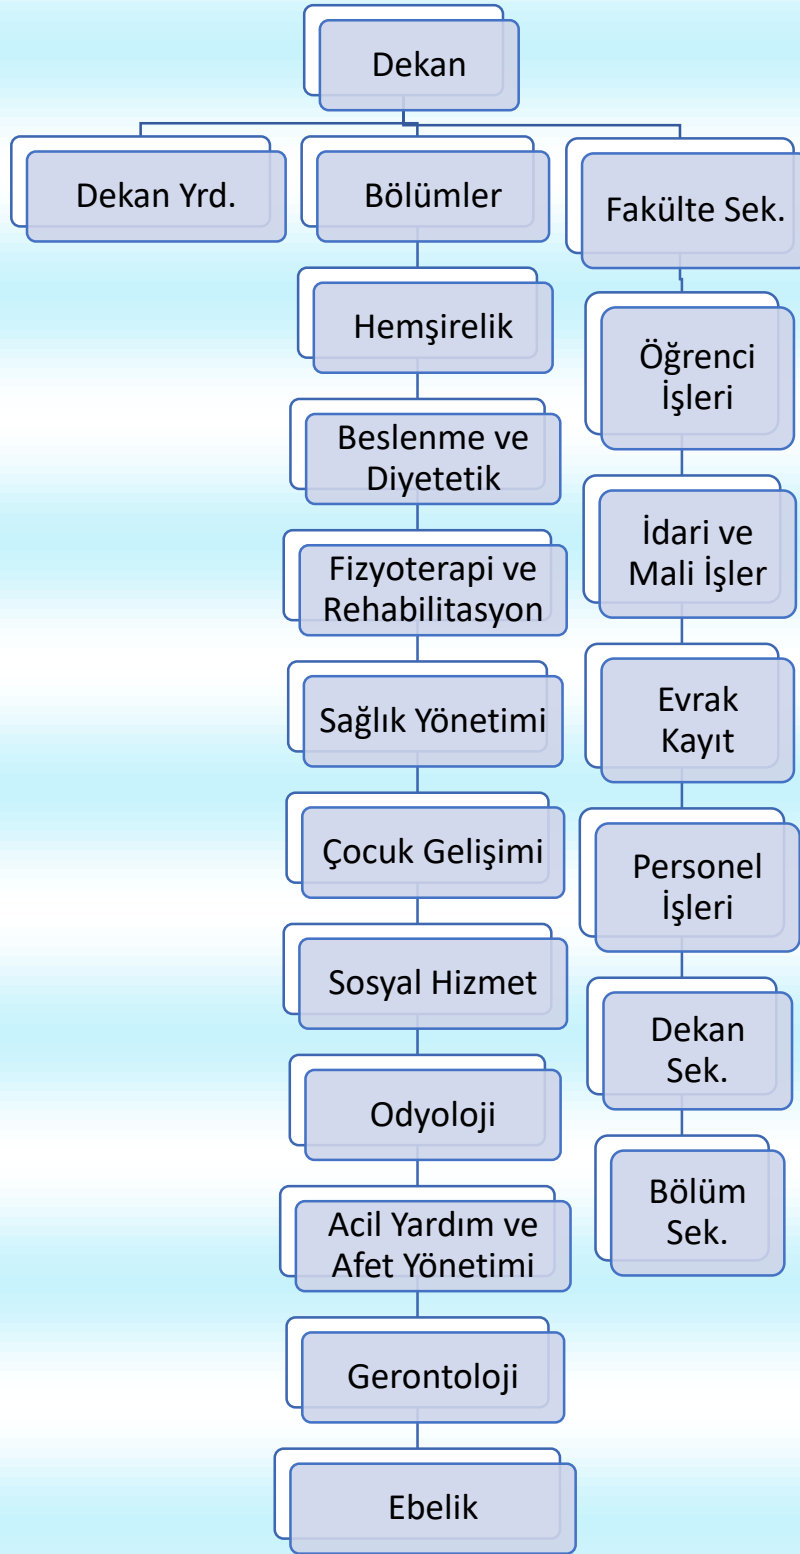 Dekan
Dekan Yrd.
Bölümler
Fakülte Sek.
Hemşirelik
Beslenme ve
Diyetetik
Fizyoterapi ve
Rehabilitasyon
Sağlık Yönetimi
Çocuk Gelişimi
Sosyal Hizmet
Odyoloji
Acil Yardım ve
Afet Yönetimi
Gerontoloji
Ebelik
Öğrenci
İşleri
İdari ve
Mali İşler
Evrak
Kayıt
Personel
İşleri
Dekan
Sek.
Bölüm
Sek.